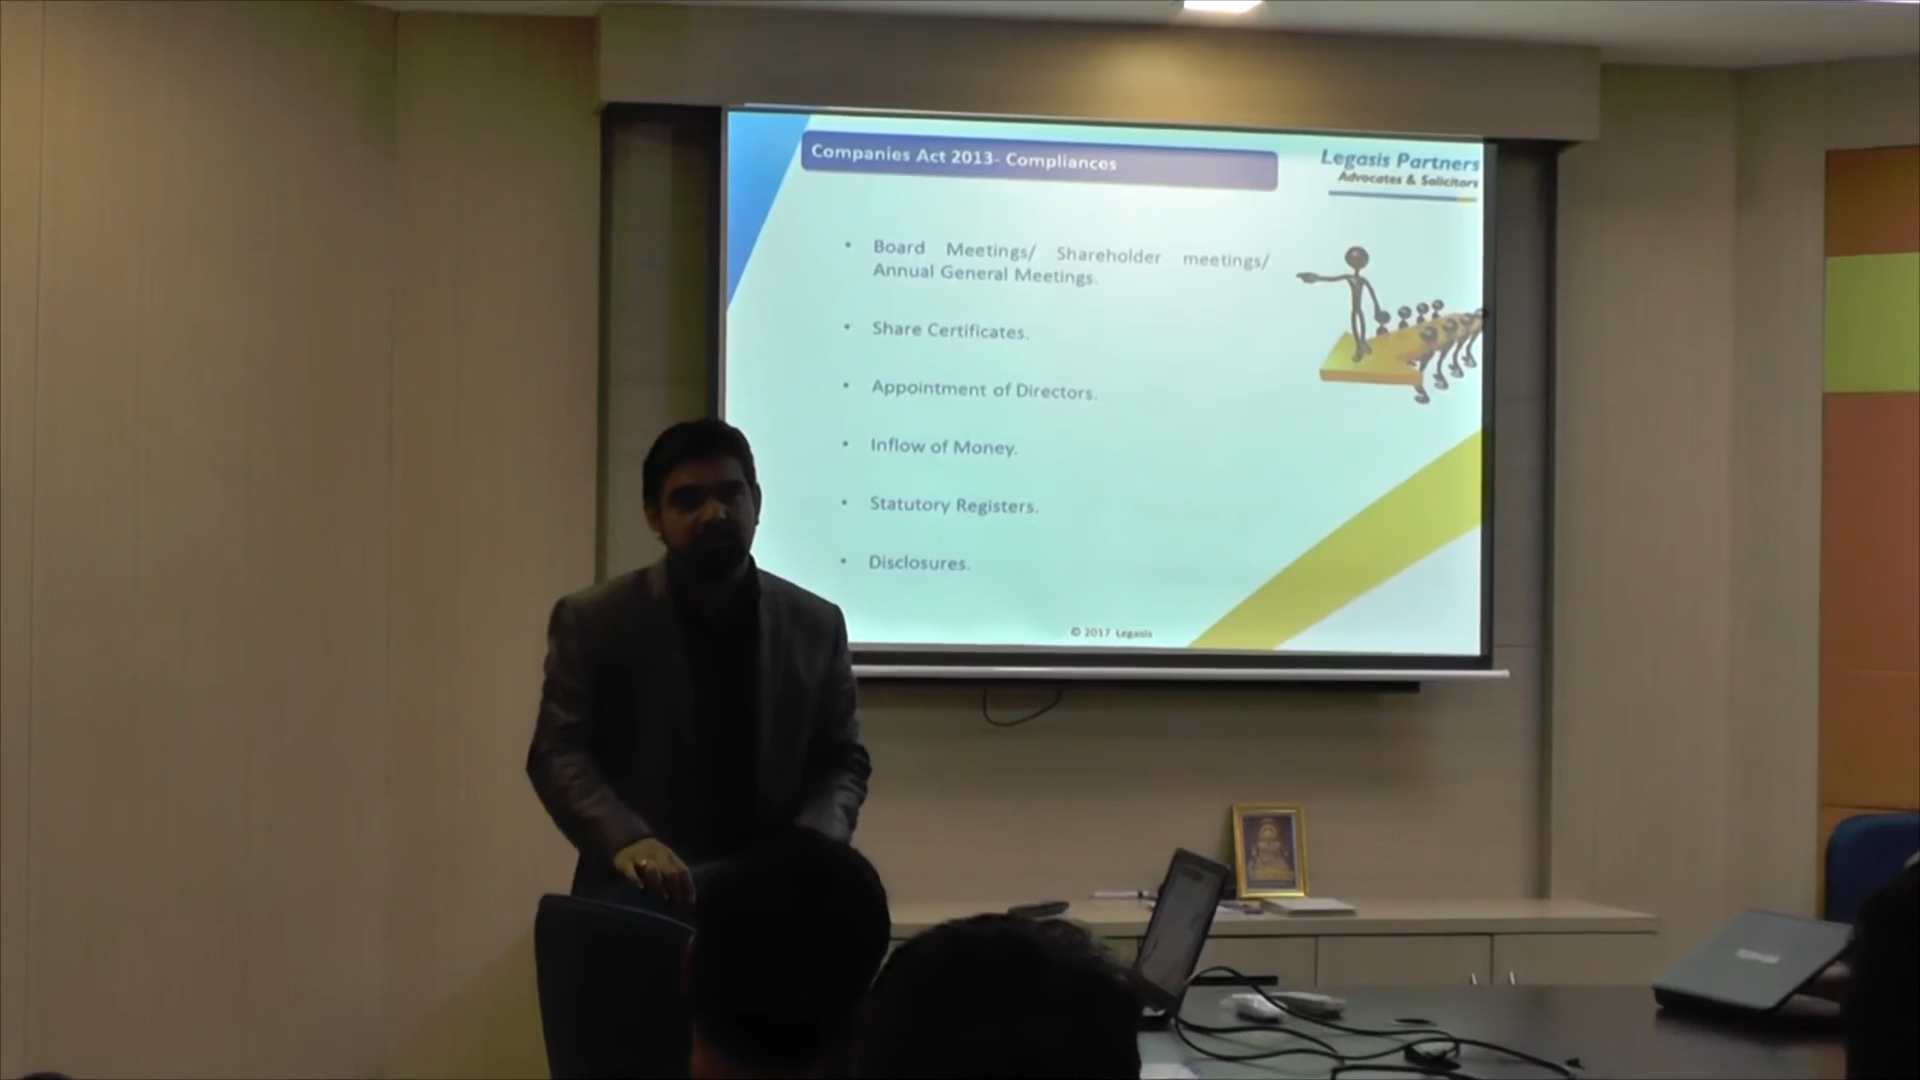 Companies Act 2013- Compliances
Legasis Partners
Advocates & Solicitors
• Board Meetings/ Shareholder meetings/
Annual General Meetings.
• Share Certificates.
• Appointment of Directors.
• Inflow of Money.
• Statutory Registers.
• Disclosures.
© 2017 Legasis